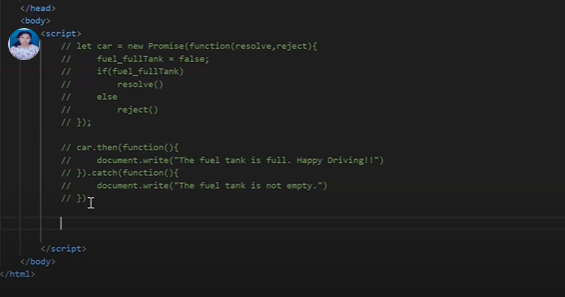 </head>
<body>
<script>
// let car = new Promise(function(resolve,reject){
//     fuel_fullTank = false;
//     if(fuel_fullTank)
//         resolve()
//     else
//         reject()
// });
// car.then(function(){
//     document.write("The fuel tank is full. Happy Driving!!")
// }).catch(function(){
//     document.write("The fuel tank is not empty.")
// })
</script>
</body>
</html>